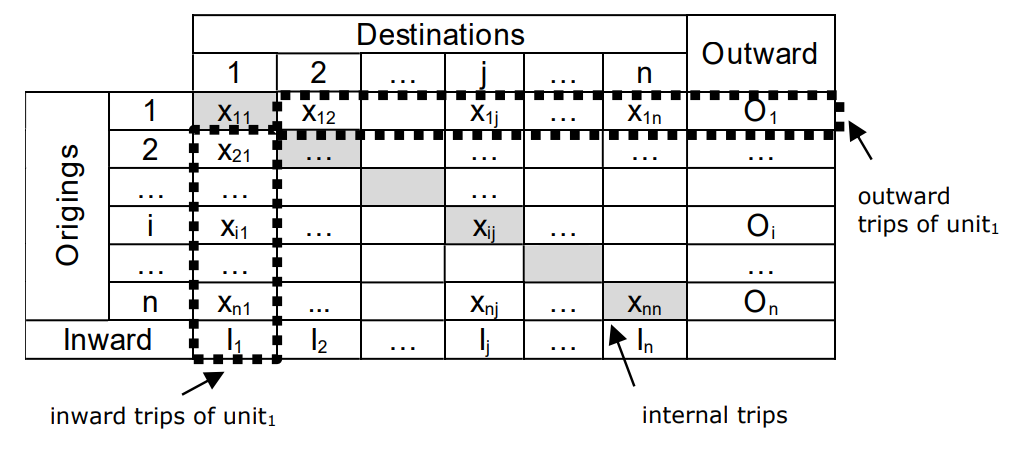 Destinations Outward
1 2 ... j ... n
Origings
1 x₁₁ x₁₂ x₁ⱼ ... x₁ₙ O₁
2 x₂₁ ... ... ... ...
... ... ...
i xᵢ₁ ... xᵢⱼ ... Oᵢ
... ... ...
n xₙ₁ ... xₙⱼ ... xₙₙ Oₙ
Inward I₁ I₂ ... Iⱼ ... Iₙ
outward
trips of unit₁
inward trips of unit₁
internal trips